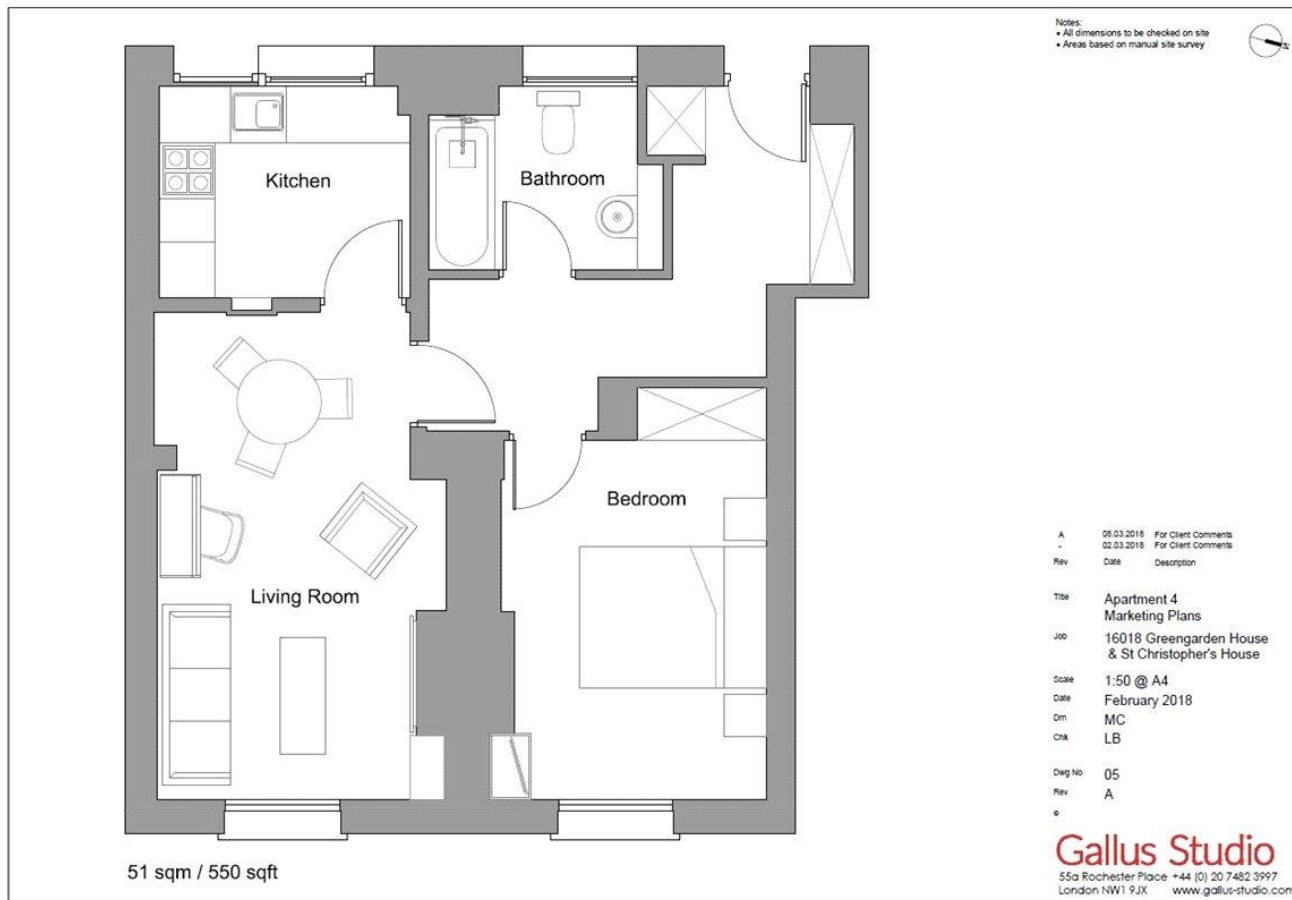 Notes:
• All dimensions to be checked on site
• Areas based on manual site survey
N
Kitchen
Bathroom
Bedroom
Living Room
A 08.03.2018 For Client Comments
- 02.03.2018 For Client Comments
Rev Date Description
Title Apartment 4
Marketing Plans
Job 16018 Greengarden House
& St Christopher's House
Scale 1:50 @ A4
Date February 2018
Drn MC
Chk LB
Dwg No 05
Rev A
©
51 sqm / 550 sqft
Gallus Studio
55a Rochester Place +44 (0) 20 7482 3997
London NW1 9JX www.gallus-studio.com